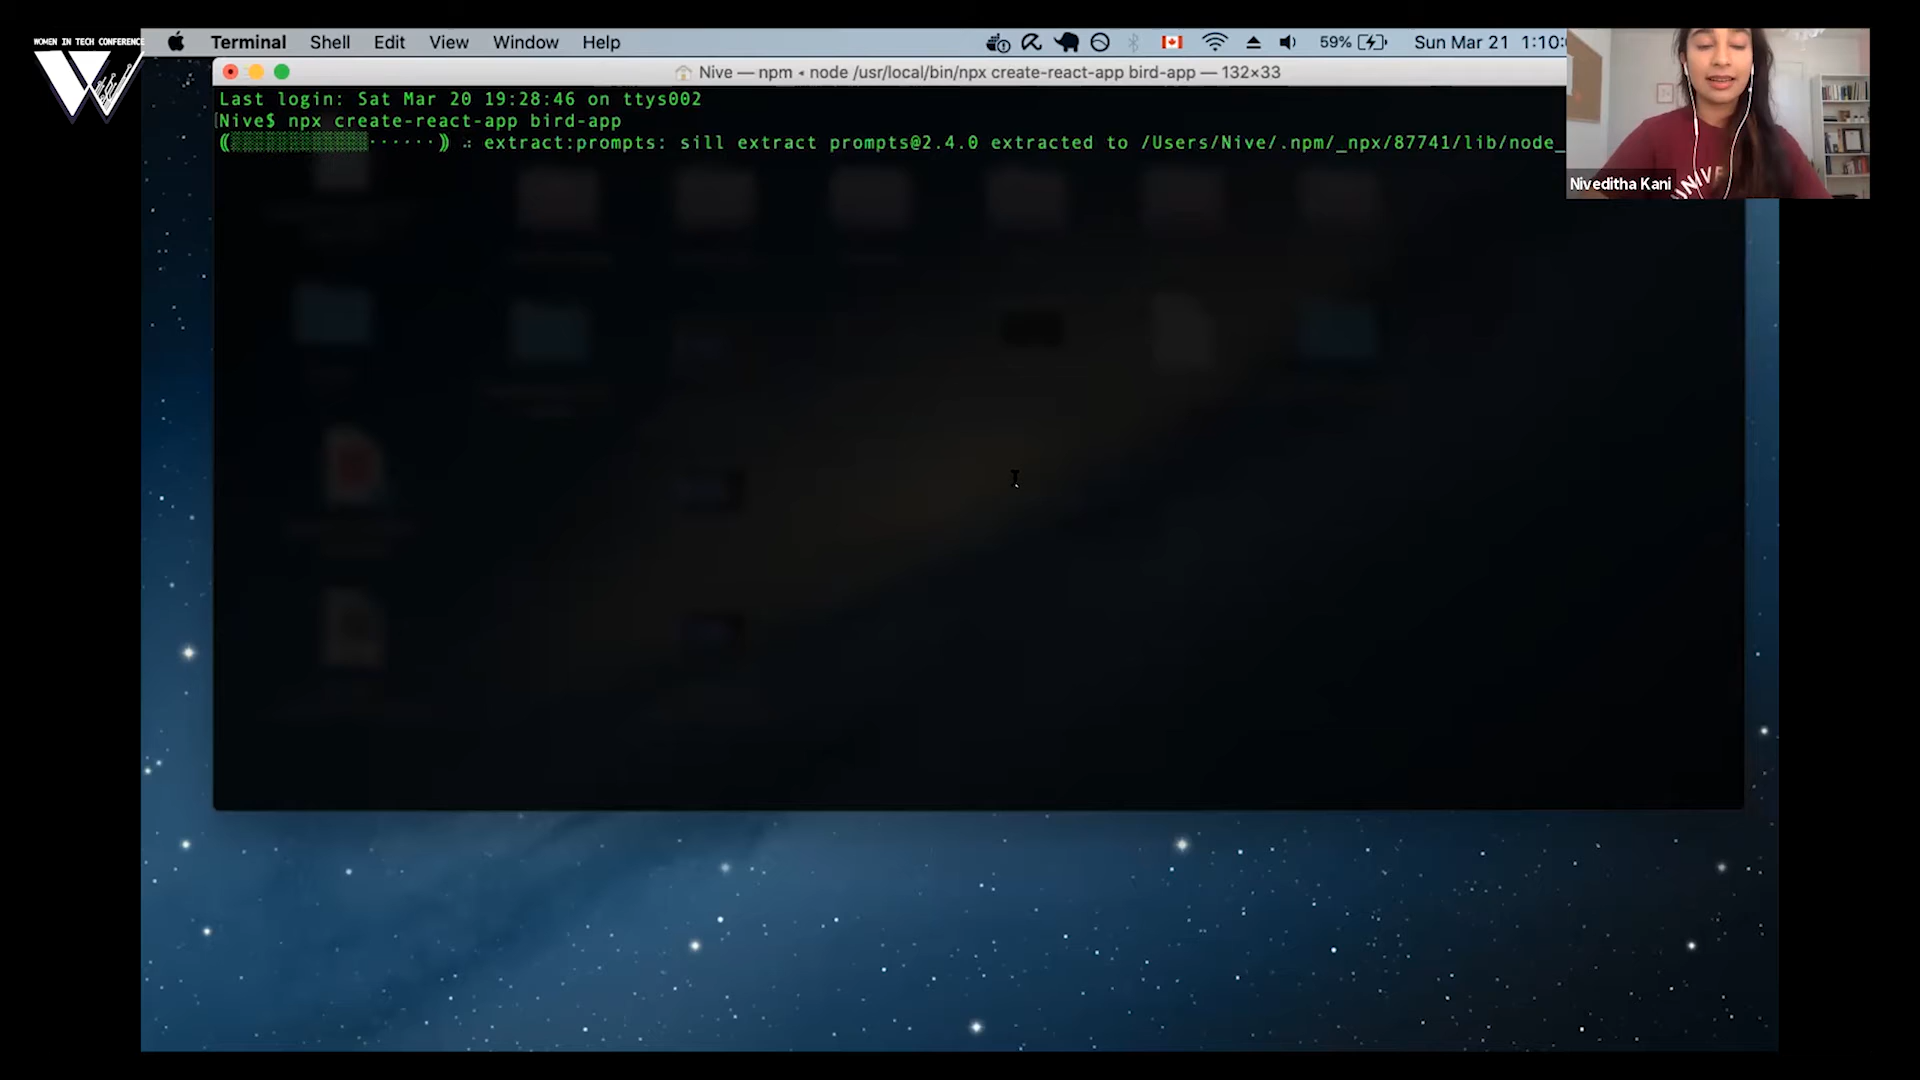 WOMEN IN TECH CONFERENCE
Terminal Shell Edit View Window Help 59% Sun Mar 21 1:10:
Nive — npm ◂ node /usr/local/bin/npx create-react-app bird-app — 132×33
Last login: Sat Mar 20 19:28:46 on ttys002
[Nive$ npx create-react-app bird-app
extract:prompts: sill extract prompts@2.4.0 extracted to /Users/Nive/.npm/_npx/87741/lib/node_
Niveditha Kani